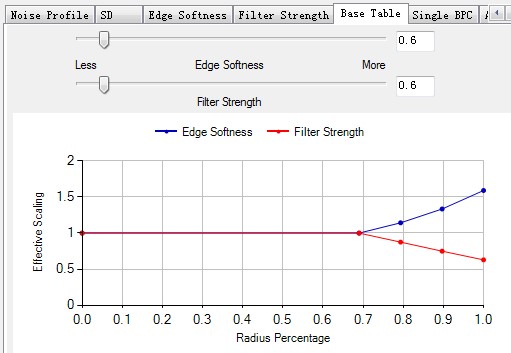 Noise Profile SD Edge Softness Filter Strength Base Table Single BPC
0.6
Less Edge Softness More
0.6
Filter Strength
Edge Softness Filter Strength
2
1.5
1
0.5
0
Effective Scaling
0.0 0.1 0.2 0.3 0.4 0.5 0.6 0.7 0.8 0.9 1.0
Radius Percentage